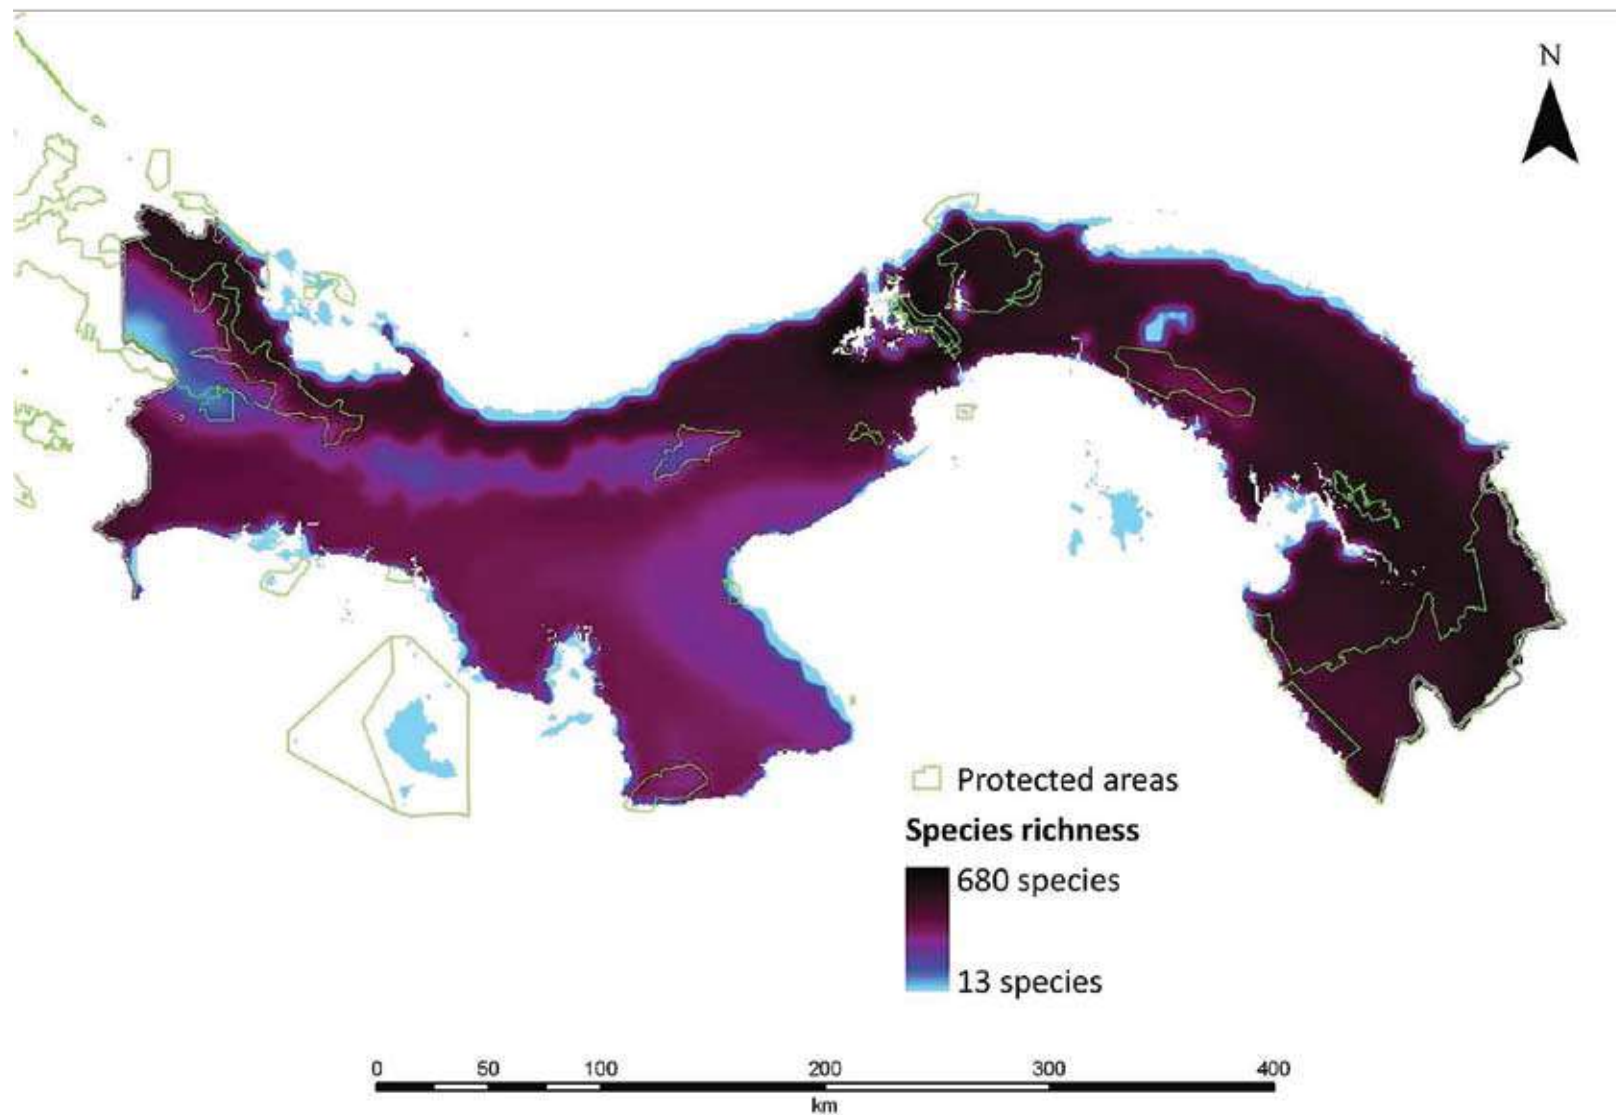 N
Protected areas
Species richness
680 species
13 species
0 50 100 200 300 400
km